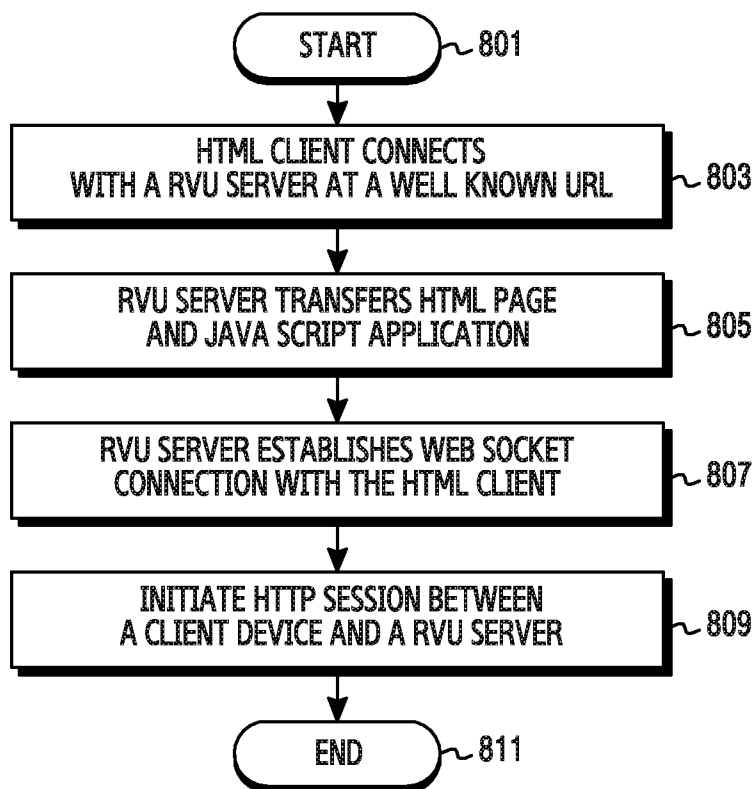 START
801
HTML CLIENT CONNECTS
WITH A RVU SERVER AT A WELL KNOWN URL
803
RVU SERVER TRANSFERS HTML PAGE
AND JAVA SCRIPT APPLICATION
805
RVU SERVER ESTABLISHES WEB SOCKET
CONNECTION WITH THE HTML CLIENT
807
INITIATE HTTP SESSION BETWEEN
A CLIENT DEVICE AND A RVU SERVER
809
END
811